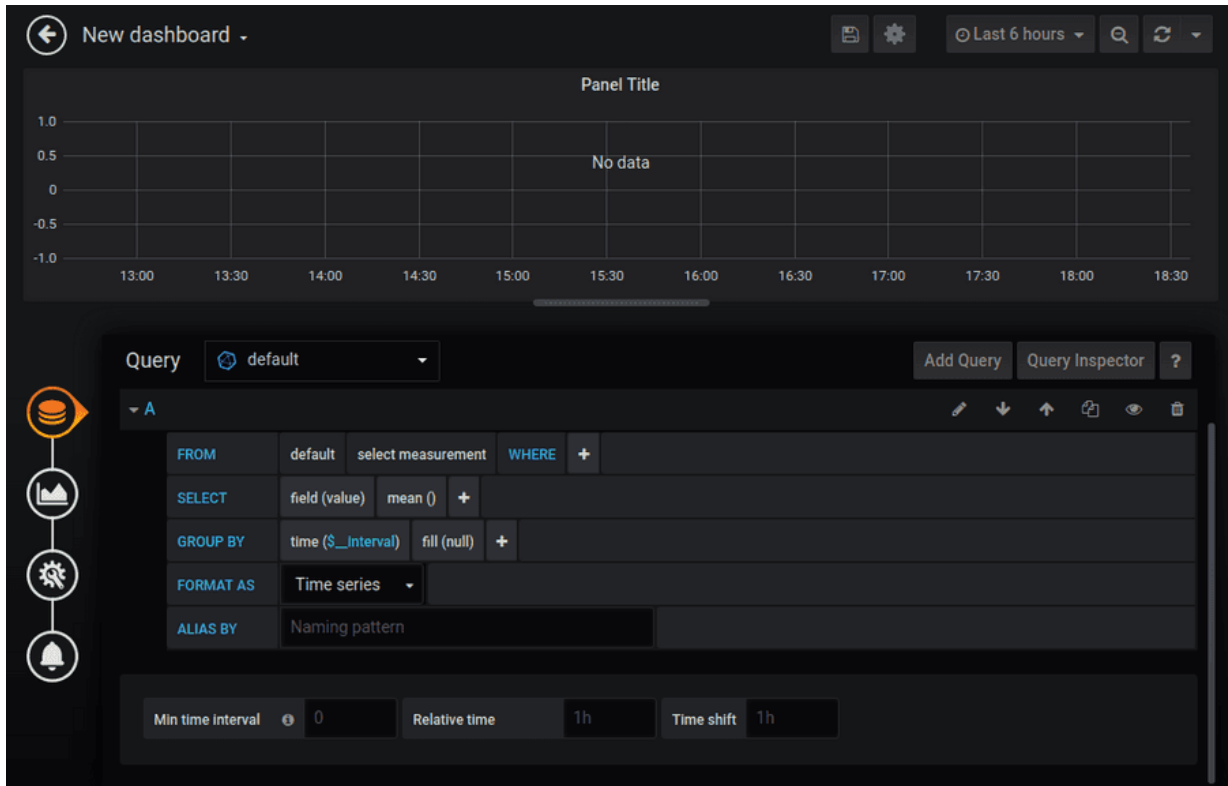 New dashboard
Last 6 hours
Panel Title
1.0
0.5
No data
0
-0.5
-1.0
13:00 13:30 14:00 14:30 15:00 15:30 16:00 16:30 17:00 17:30 18:00 18:30
Query default Add Query Query Inspector ?
A
FROM default select measurement WHERE +
SELECT field (value) mean () +
GROUP BY time ($__interval) fill (null) +
FORMAT AS Time series
ALIAS BY Naming pattern
Min time interval 0 Relative time 1h Time shift 1h